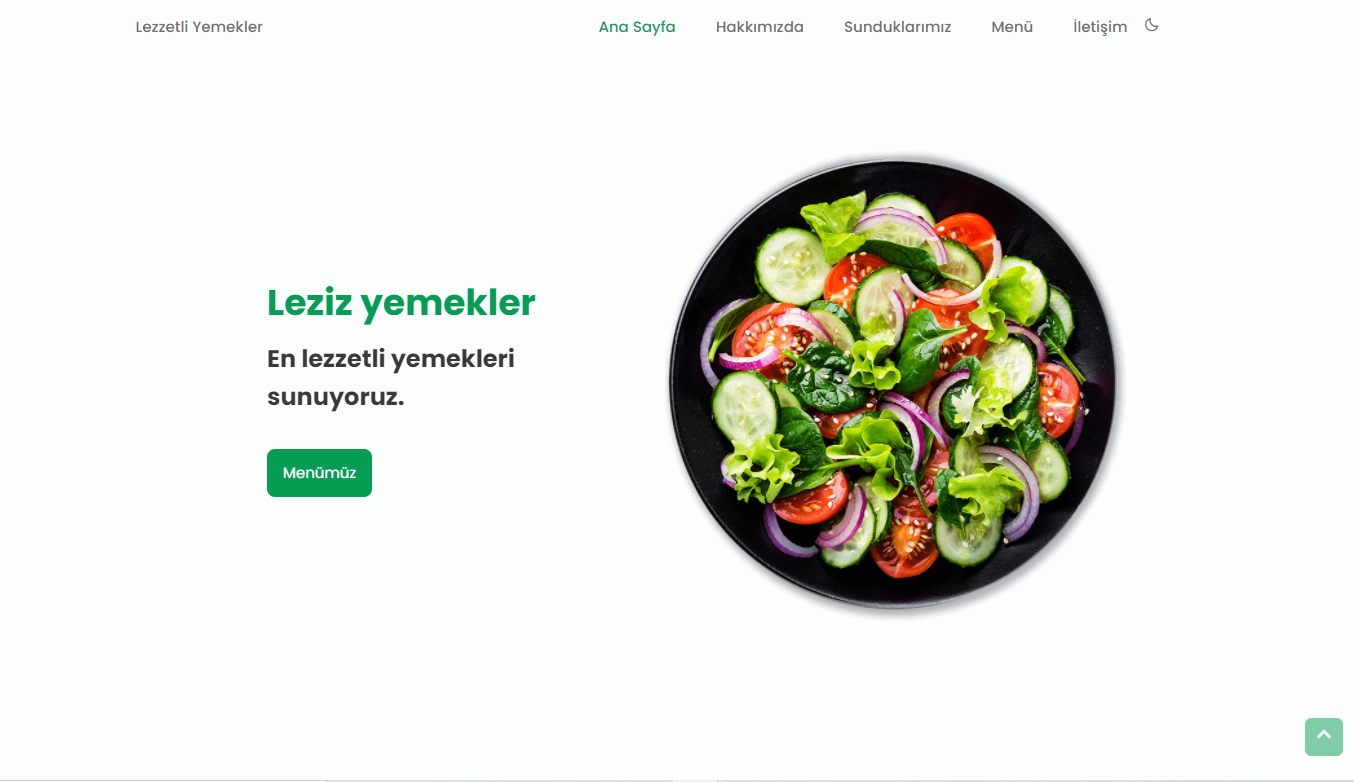 Lezzetli Yemekler
Ana Sayfa
Hakkımızda
Sunduklarımız
Menü
İletişim
Leziz yemekler
En lezzetli yemekleri
sunuyoruz.
Menümüz